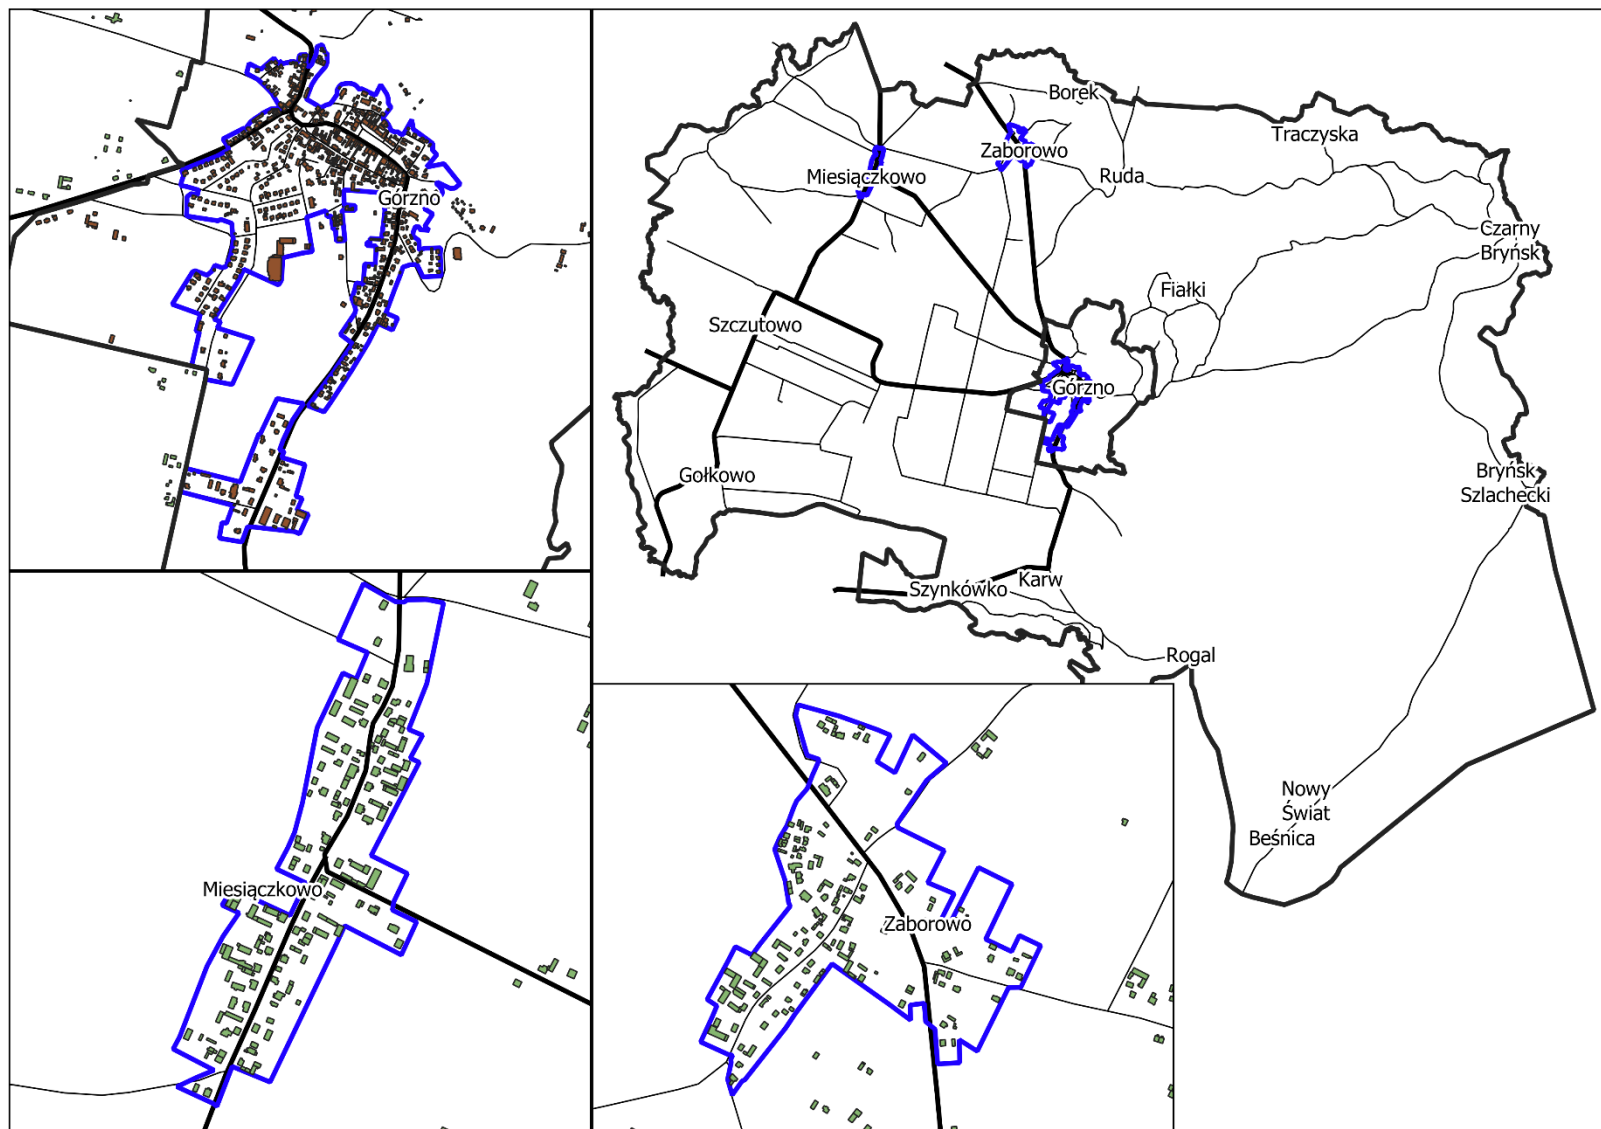 Górzno
Miesiączkowo
Borek
Traczyska
Zaborowo
Miesiączkowo
Ruda
Czarny
Bryńsk
Fiałki
Szczutowo
Górzno
Gołkowo
Bryńsk
Szlachecki
Karw
Szynkówko
Rogal
Nowy
Świat
Beśnica
Zaborowo